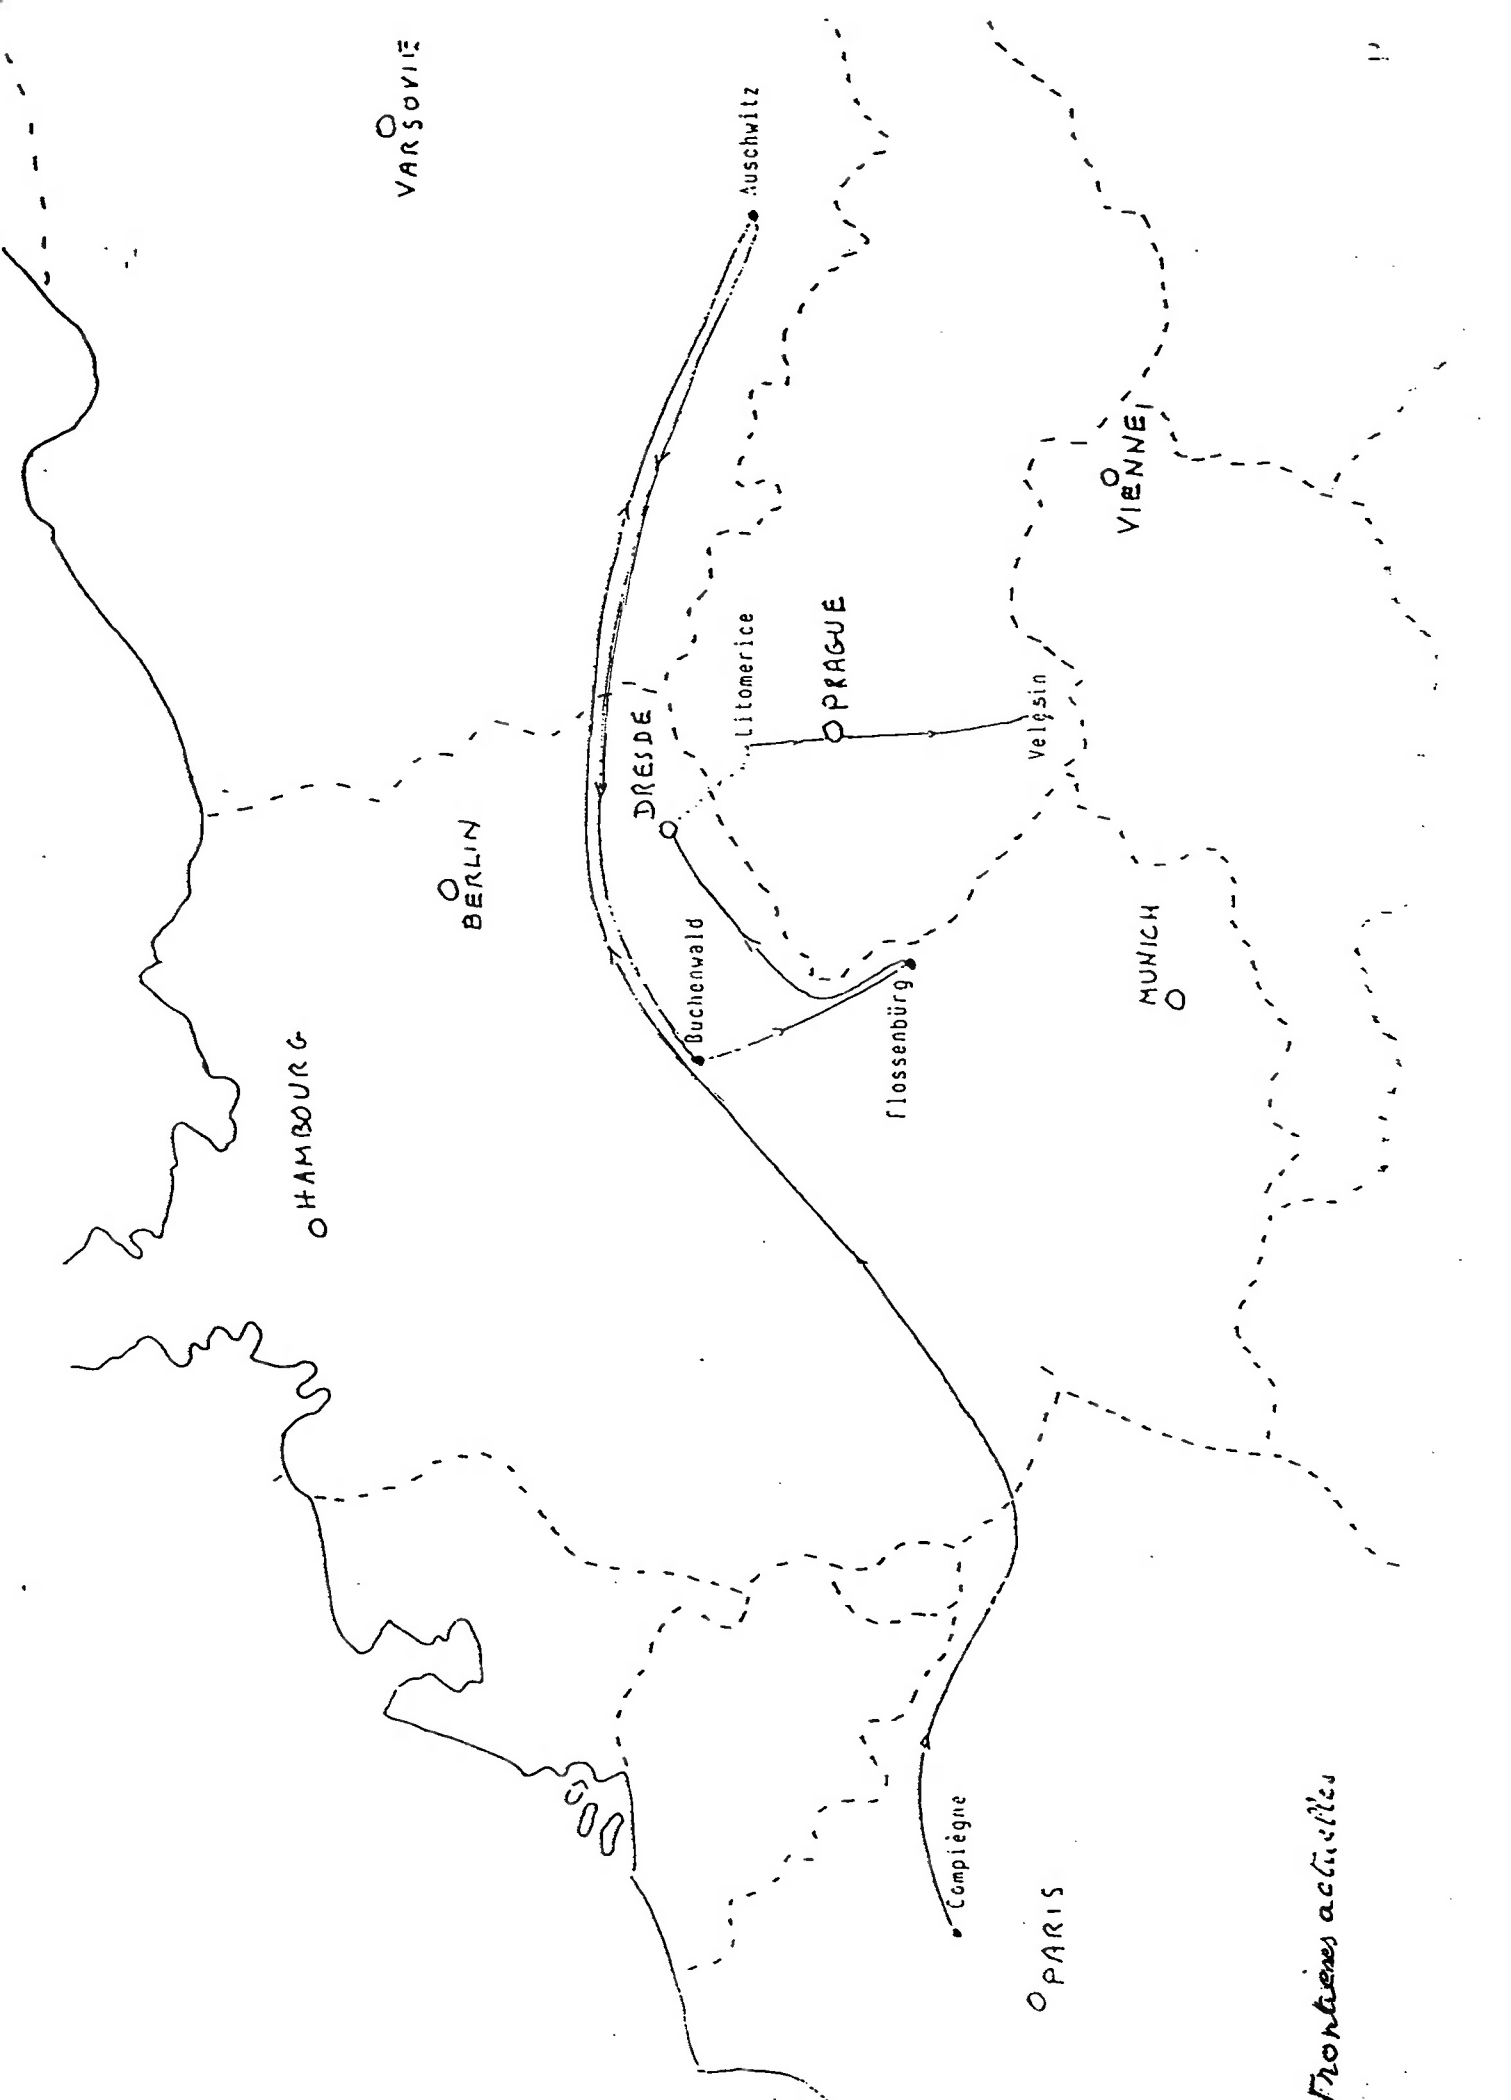 HAMBOURG
VARSOVIE
BERLIN
DRESDE
Buchenwald
Auschwitz
Litomerice
PRAGUE
Flossenbürg
Compiègne
Velesin
PARIS
VIENNE
MUNICH
Frontières actuelles